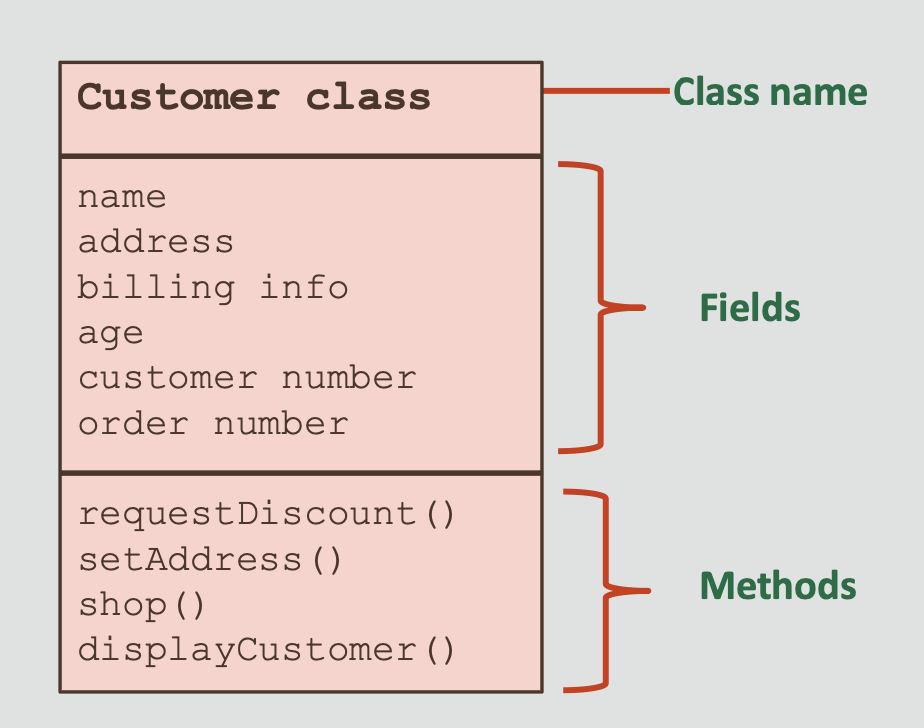 Customer class
Class name
name
address
billing info
age
customer number
order number
Fields
requestDiscount()
setAddress()
shop()
displayCustomer()
Methods